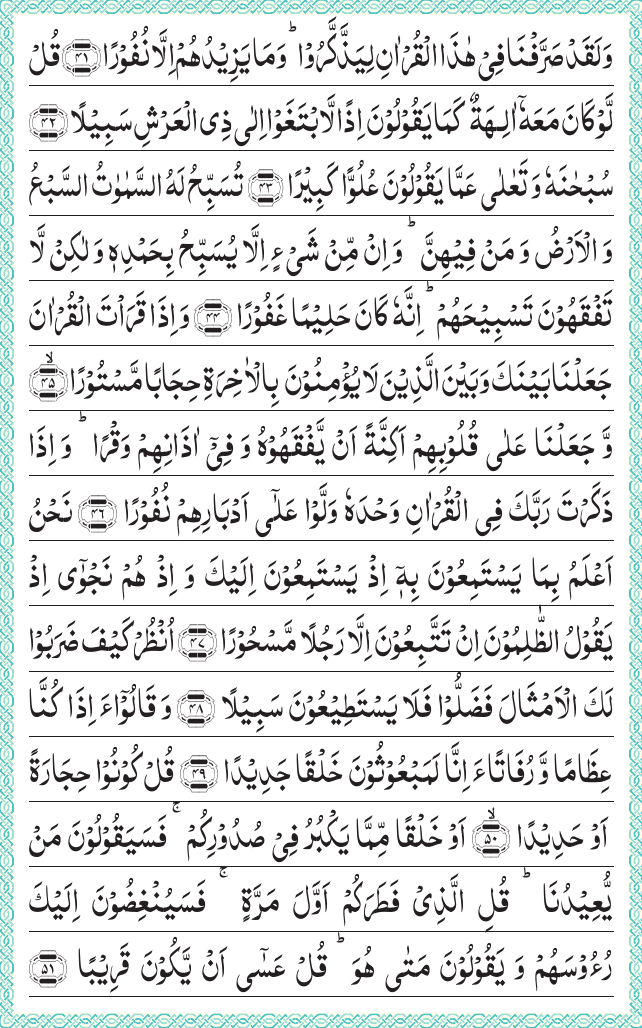 وَلَقَدْ صَرَّفْنَا فِیْ هٰذَا الْقُرْاٰنِ لِیَذَّكَّرُوْا ؕ وَمَا یَزِیْدُهُمْ اِلَّا نُفُوْرًا ﴿۴۱﴾ قُلْ
لَّوْ كَانَ مَعَهٗۤ اٰلِهَةٌ كَمَا یَقُوْلُوْنَ اِذًا لَّابْتَغَوْا اِلٰی ذِی الْعَرْشِ سَبِیْلًا ﴿۴۲﴾
سُبْحٰنَهٗ وَ تَعٰلٰی عَمَّا یَقُوْلُوْنَ عُلُوًّا كَبِیْرًا ﴿۴۳﴾ تُسَبِّحُ لَهُ السَّمٰوٰتُ السَّبْعُ
وَ الْاَرْضُ وَ مَنْ فِیْهِنَّ ؕ وَ اِنْ مِّنْ شَیْءٍ اِلَّا یُسَبِّحُ بِحَمْدِهٖ وَ لٰكِنْ لَّا
تَفْقَهُوْنَ تَسْبِیْحَهُمْ ؕ اِنَّهٗ كَانَ حَلِیْمًا غَفُوْرًا ﴿۴۴﴾ وَ اِذَا قَرَاْتَ الْقُرْاٰنَ
جَعَلْنَا بَیْنَكَ وَ بَیْنَ الَّذِیْنَ لَا یُؤْمِنُوْنَ بِالْاٰخِرَةِ حِجَابًا مَّسْتُوْرًا ﴿ۙ۴۵﴾
وَّ جَعَلْنَا عَلٰی قُلُوْبِهِمْ اَكِنَّةً اَنْ یَّفْقَهُوْهُ وَ فِیْۤ اٰذَانِهِمْ وَقْرًا ؕ وَ اِذَا
ذَكَرْتَ رَبَّكَ فِی الْقُرْاٰنِ وَحْدَهٗ وَلَّوْا عَلٰۤی اَدْبَارِهِمْ نُفُوْرًا ﴿۴۶﴾ نَحْنُ
اَعْلَمُ بِمَا یَسْتَمِعُوْنَ بِهٖۤ اِذْ یَسْتَمِعُوْنَ اِلَیْكَ وَ اِذْ هُمْ نَجْوٰۤی اِذْ
یَقُوْلُ الظّٰلِمُوْنَ اِنْ تَتَّبِعُوْنَ اِلَّا رَجُلًا مَّسْحُوْرًا ﴿۴۷﴾ اُنْظُرْ كَیْفَ ضَرَبُوْا
لَكَ الْاَمْثَالَ فَضَلُّوْا فَلَا یَسْتَطِیْعُوْنَ سَبِیْلًا ﴿۴۸﴾ وَ قَالُوْۤا ءَاِذَا كُنَّا
عِظَامًا وَّ رُفَاتًا ءَاِنَّا لَمَبْعُوْثُوْنَ خَلْقًا جَدِیْدًا ﴿۴۹﴾ قُلْ كُوْنُوْا حِجَارَةً
اَوْ حَدِیْدًا ﴿ۙ۵۰﴾ اَوْ خَلْقًا مِّمَّا یَكْبُرُ فِیْ صُدُوْرِكُمْ ۚ فَسَیَقُوْلُوْنَ مَنْ
یُّعِیْدُنَا ؕ قُلِ الَّذِیْ فَطَرَكُمْ اَوَّلَ مَرَّةٍ ۚ فَسَیُنْغِضُوْنَ اِلَیْكَ
رُءُوْسَهُمْ وَ یَقُوْلُوْنَ مَتٰی هُوَ ؕ قُلْ عَسٰۤی اَنْ یَّكُوْنَ قَرِیْبًا ﴿۵۱﴾